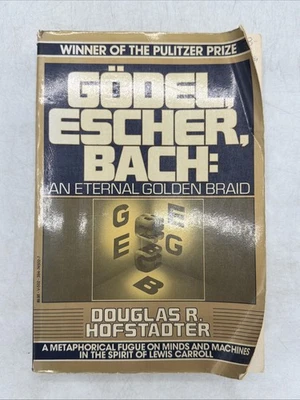 WINNER OF THE PULITZER PRIZE
GÖDEL,
ESCHER,
BACH:
AN ETERNAL GOLDEN BRAID
G E
E G
B
DOUGLAS R.
HOFSTADTER
A METAPHORICAL FUGUE ON MINDS AND MACHINES
IN THE SPIRIT OF LEWIS CARROLL